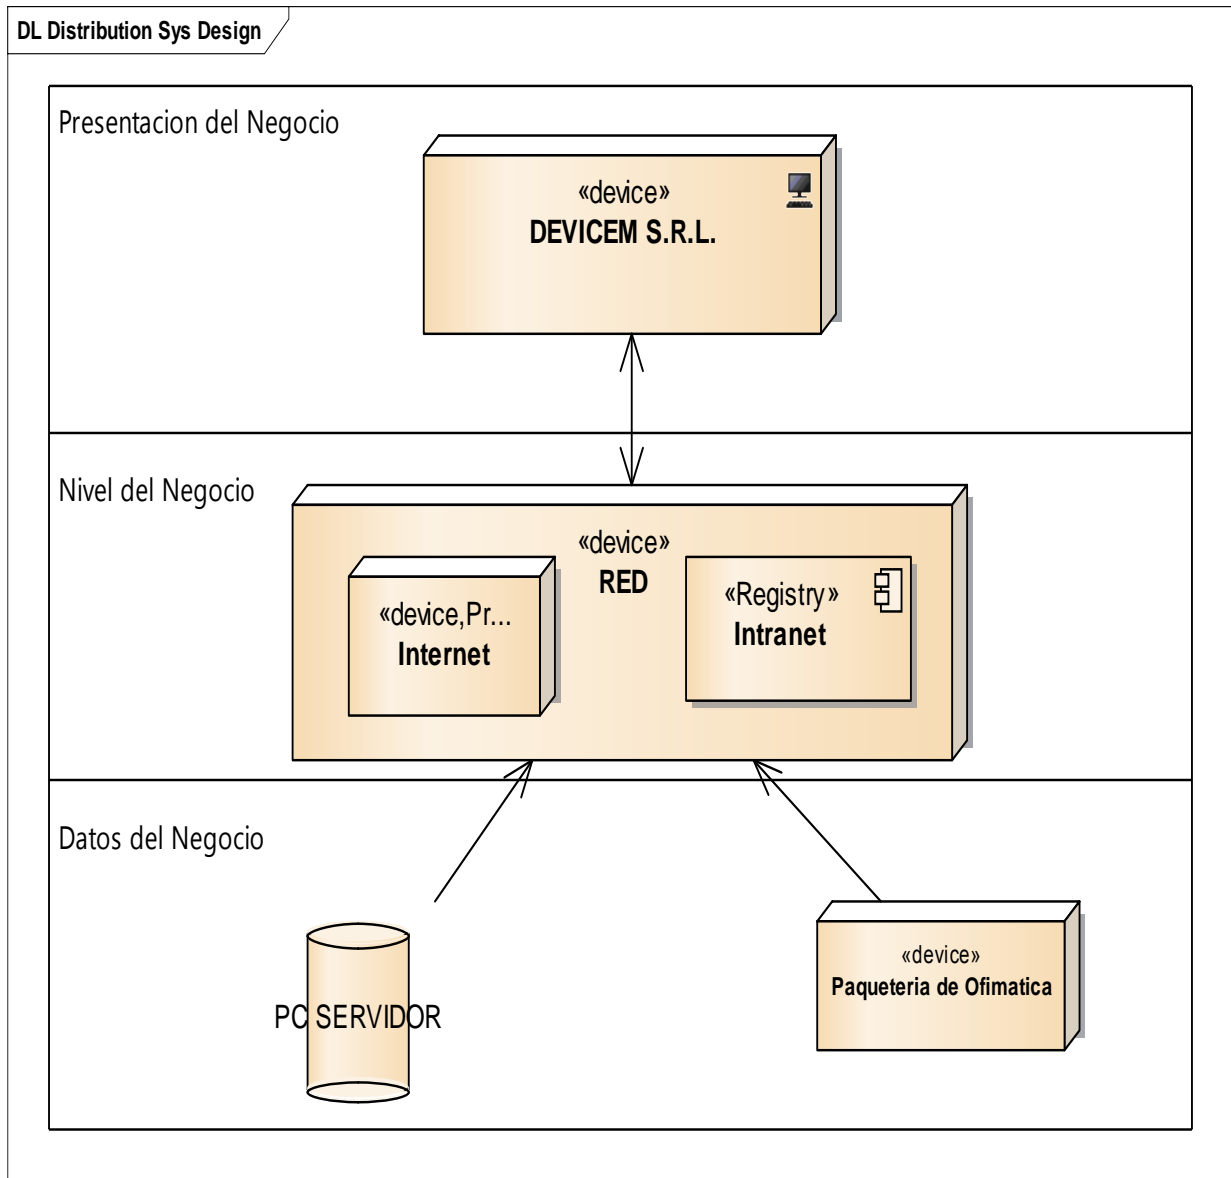 DL Distribution Sys Design
Presentacion del Negocio
«device»
DEVICEM S.R.L.
Nivel del Negocio
«device»
RED
«device,Pr...
Internet
«Registry»
Intranet
Datos del Negocio
PC SERVIDOR
«device»
Paqueteria de Ofimatica